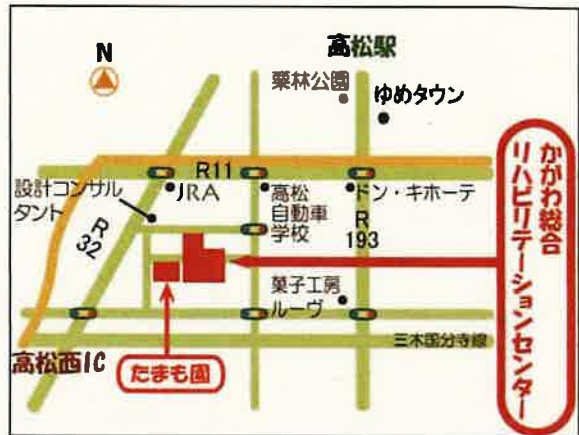 高松駅
N
栗林公園
ゆめタウン
R11
設計コンサル
タント
JRA
高松
自動車
学校
ドン・キホーテ
R
32
R
193
菓子工房
ルーヴ
三木国分寺線
高松西IC
たまも園
かがわ総合
リハビリテーションセンター